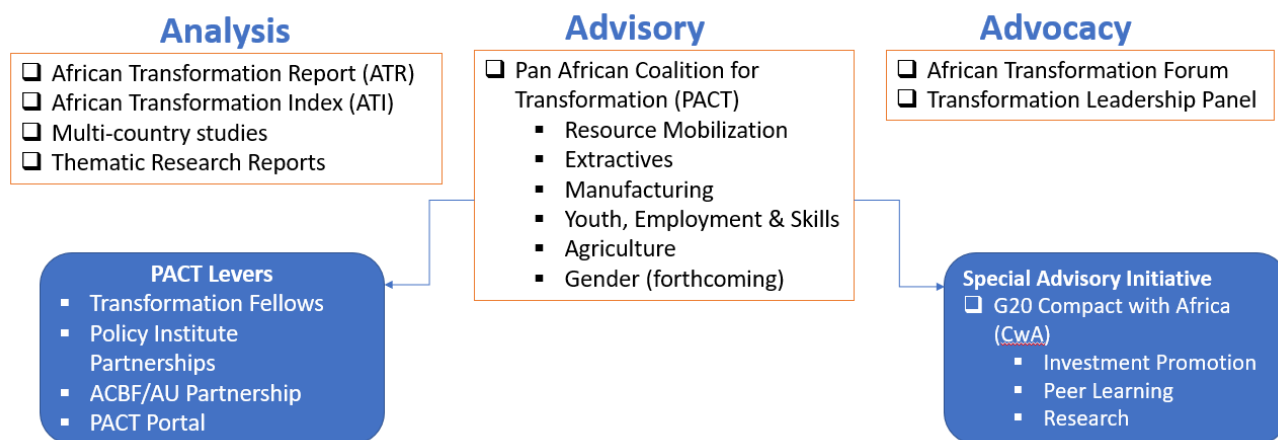 Analysis
African Transformation Report (ATR)
African Transformation Index (ATI)
Multi-country studies
Thematic Research Reports
Advisory
Pan African Coalition for
Transformation (PACT)
Resource Mobilization
Extractives
Manufacturing
Youth, Employment & Skills
Agriculture
Gender (forthcoming)
Advocacy
African Transformation Forum
Transformation Leadership Panel
PACT Levers
Transformation Fellows
Policy Institute
Partnerships
ACBF/AU Partnership
PACT Portal
Special Advisory Initiative
G20 Compact with Africa
(CwA)
Investment Promotion
Peer Learning
Research